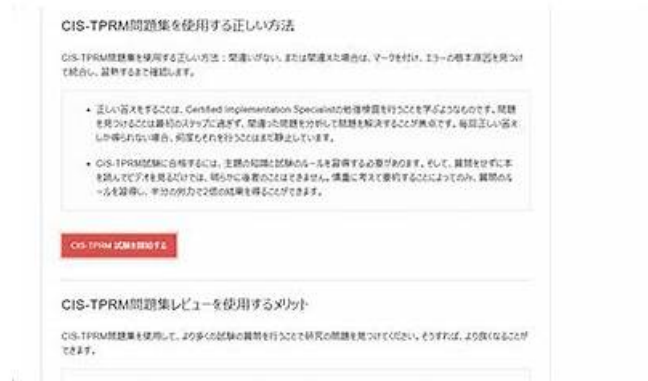 CIS-TPRM問題集を使用する正しい方法
CIS-TPRM問題集を使用する正しい方法：間違いがない、または間違えた場合は、マークを付け、エラーの根本原因を見つけ
て統合し、習熟するまで確認します。
正しい答えをすることは、Certified Implementation Specialistの勉強検査を行うことを学ぶようなものです。問題
を見つけることは最初のステップに過ぎず、間違った問題を分析して問題を解決することが焦点です。毎回正しい答え
しか得られない場合、何度もそれを行うことはまだ静止しています。
CIS-TPRM試験に合格するには、主題の知識と試験のルールを習得する必要があります。そして、質問をせずに本
を読んでビデオを見るだけでは、明らかに後者のことはできません。慎重に考えて要約することによってのみ、質問のル
ールを習得し、半分の労力で2倍の結果を得ることができます。
CIS-TPRM 試験を開始する
CIS-TPRM問題集レビューを使用するメリット
CIS-TPRM問題集を使用して、より多くの試験の質問を行うことで研究の問題を見つけてください。そうすれば、より良くなることが
できます。